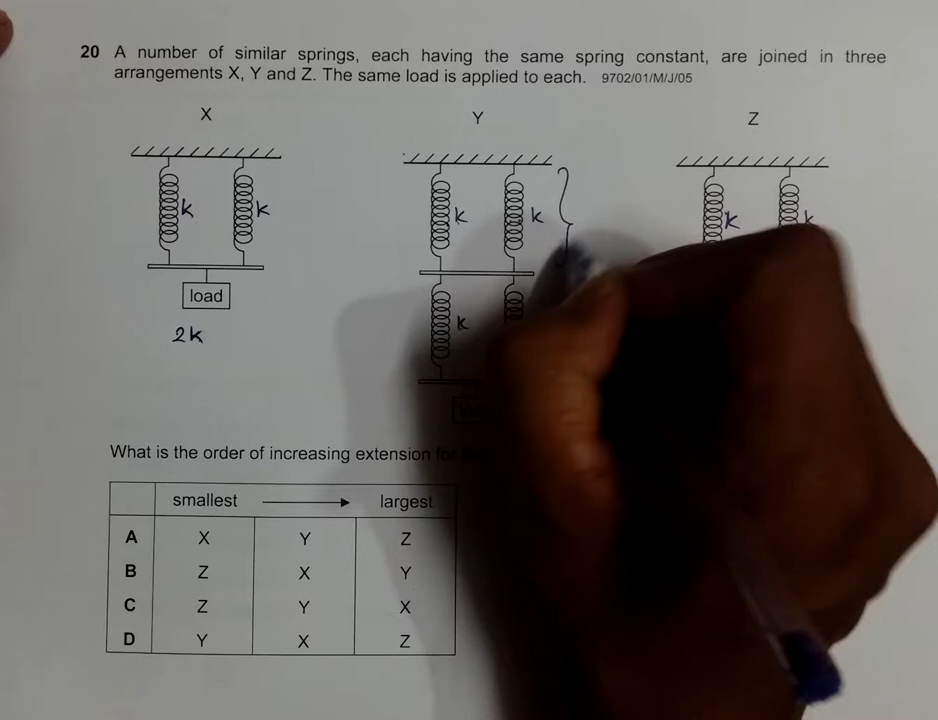 20 A number of similar springs, each having the same spring constant, are joined in three
arrangements X, Y and Z. The same load is applied to each. 9702/01/M/J/05
X Y Z
k k k k k k
load
k
2k
What is the order of increasing extension
smallest largest
A X Y Z
B Z X Y
C Z Y X
D Y X Z